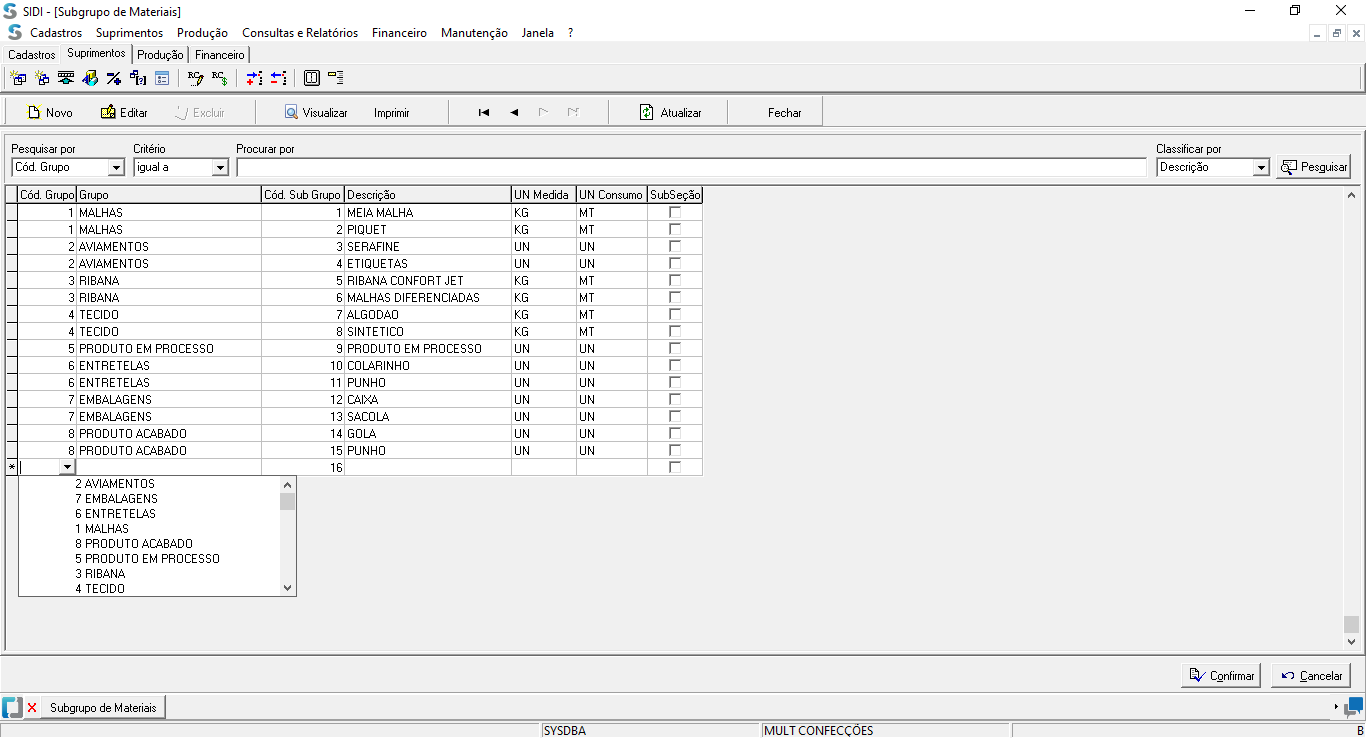 SIDI - [Subgrupo de Materiais]
Cadastros Suprimentos Produção Consultas e Relatórios Financeiro Manutenção Janela ?
Cadastros Suprimentos Produção Financeiro
Novo Editar Excluir Visualizar Imprimir Atualizar Fechar
Pesquisar por Critério Procurar por Classificar por
Cód. Grupo igual a Descrição Pesquisar
Cód. Grupo Grupo Cód. Sub Grupo Descrição UN Medida UN Consumo SubSeção
1 MALHAS 1 MEIA MALHA KG MT
1 MALHAS 2 PIQUET KG MT
2 AVIAMENTOS 3 SERAFINE UN UN
2 AVIAMENTOS 4 ETIQUETAS UN UN
3 RIBANA 5 RIBANA CONFORT JET KG MT
3 RIBANA 6 MALHAS DIFERENCIADAS KG MT
4 TECIDO 7 ALGODAO KG MT
4 TECIDO 8 SINTETICO KG MT
5 PRODUTO EM PROCESSO 9 PRODUTO EM PROCESSO UN UN
6 ENTRETELAS 10 COLARINHO UN UN
6 ENTRETELAS 11 PUNHO UN UN
7 EMBALAGENS 12 CAIXA UN UN
7 EMBALAGENS 13 SACOLA UN UN
8 PRODUTO ACABADO 14 GOLA UN UN
8 PRODUTO ACABADO 15 PUNHO UN UN
* 16
2 AVIAMENTOS
7 EMBALAGENS
6 ENTRETELAS
1 MALHAS
8 PRODUTO ACABADO
5 PRODUTO EM PROCESSO
3 RIBANA
4 TECIDO
Confirmar Cancelar
Subgrupo de Materiais
SYSDBA MULT CONFECÇÕES B